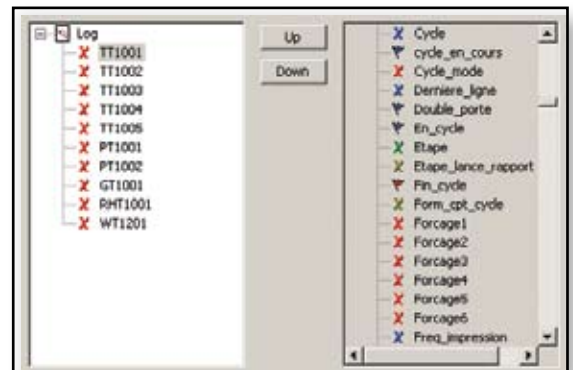 Log
TT1001
TT1002
TT1003
TT1004
TT1005
PT1001
PT1002
GT1001
RHT1001
WT1201
Up
Down
Cycle
cycle_en_cours
Cycle_mode
Derniere_ligne
Double_porte
En_cycle
Etape
Etape_lance_rapport
Fin_cycle
Form_cpt_cycle
Forcage1
Forcage2
Forcage3
Forcage4
Forcage5
Forcage6
Freq_impression